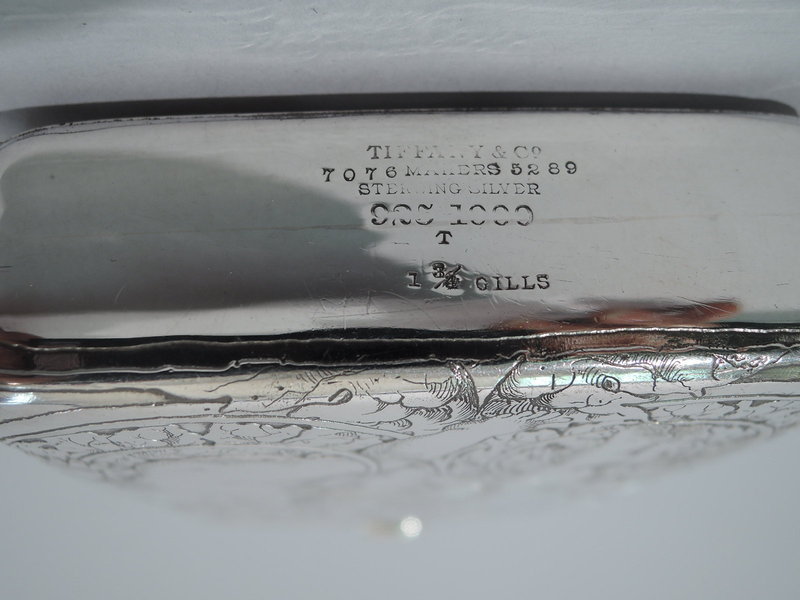 TIFFANY & Co
7076 MAKERS 5289
STERLING SILVER
925-1000
T
1 3/4 GILLS